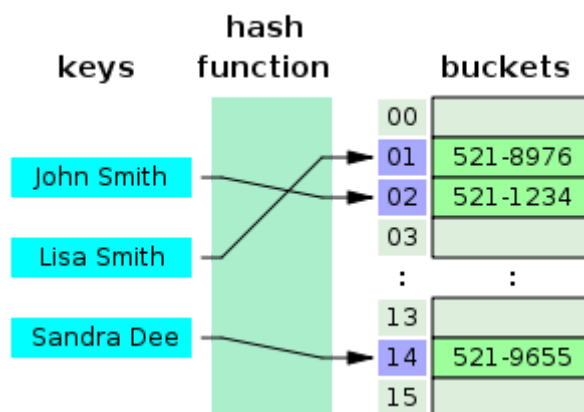 hash
keys function buckets
00
01 521-8976
John Smith
02 521-1234
03
Lisa Smith
: :
13
Sandra Dee
14 521-9655
15